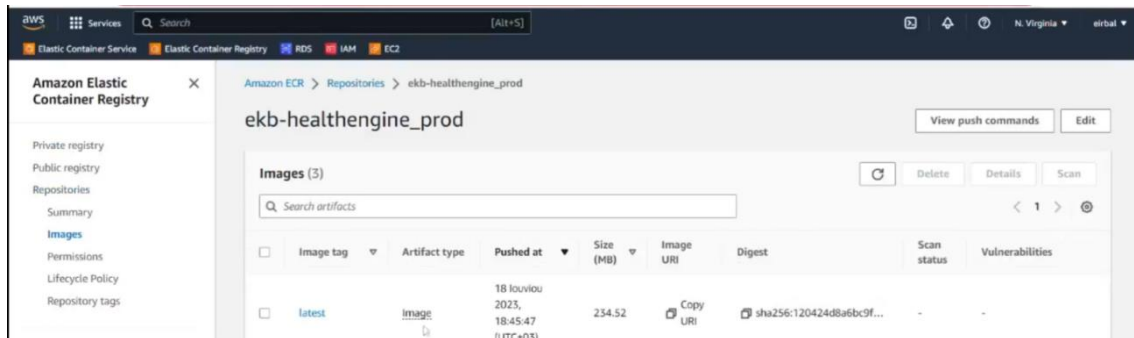 aws Services Search [Alt+S] N. Virginia eirbal
Elastic Container Service Elastic Container Registry RDS IAM EC2
Amazon Elastic Container Registry
Private registry
Public registry
Repositories
Summary
Images
Permissions
Lifecycle Policy
Repository tags
Amazon ECR > Repositories > ekb-healthengine_prod
ekb-healthengine_prod View push commands Edit
Images (3) Delete Details Scan
Search artifacts < 1 >
Image tag Artifact type Pushed at Size (MB) Image URI Digest Scan status Vulnerabilities
latest Image 18 Ιουνίου 2023, 18:45:47 (UTC+03) 234.52 Copy URI sha256:120424d8a6bc9f... - -